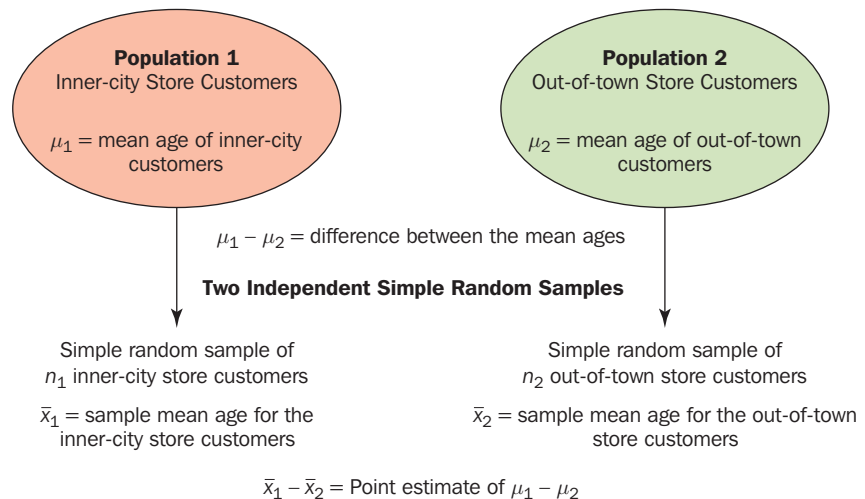 Population 1
Inner-city Store Customers
μ₁ = mean age of inner-city
customers
Population 2
Out-of-town Store Customers
μ₂ = mean age of out-of-town
customers
μ₁ – μ₂ = difference between the mean ages
Two Independent Simple Random Samples
Simple random sample of
n₁ inner-city store customers
x̄₁ = sample mean age for the
inner-city store customers
Simple random sample of
n₂ out-of-town store customers
x̄₂ = sample mean age for the out-of-town
store customers
x̄₁ – x̄₂ = Point estimate of μ₁ – μ₂